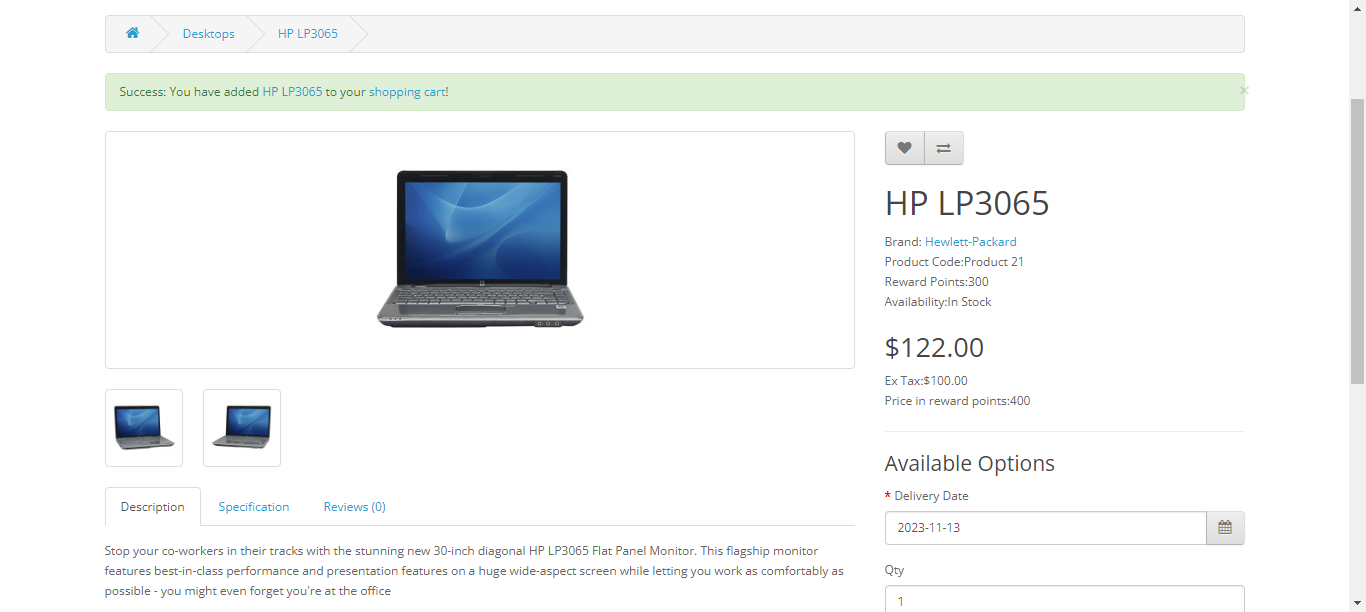 Desktops
HP LP3065
Success: You have added HP LP3065 to your shopping cart!
×
HP LP3065
Brand: Hewlett-Packard
Product Code:Product 21
Reward Points:300
Availability:In Stock
$122.00
Ex Tax:$100.00
Price in reward points:400
Available Options
* Delivery Date
2023-11-13
Qty
1
Description
Specification
Reviews (0)
Stop your co-workers in their tracks with the stunning new 30-inch diagonal HP LP3065 Flat Panel Monitor. This flagship monitor
features best-in-class performance and presentation features on a huge wide-aspect screen while letting you work as comfortably as
possible - you might even forget you're at the office